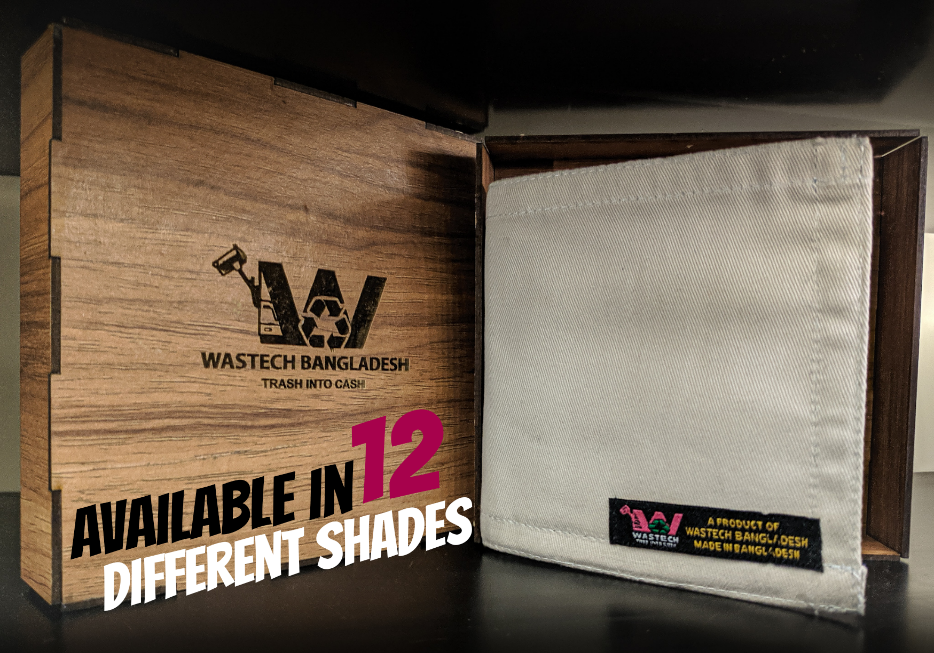 WASTECH BANGLADESH
TRASH INTO CASH
AVAILABLE IN 12
DIFFERENT SHADES
W
WASTECH
A PRODUCT OF
WASTECH BANGLADESH
MADE IN BANGLADESH